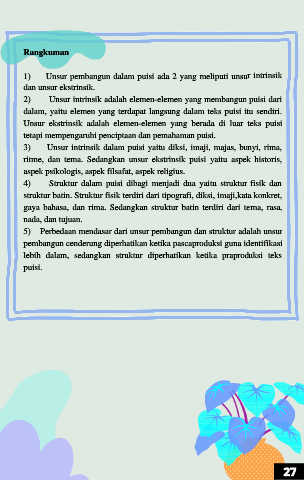 Rangkuman
1) Unsur pembangun dalam puisi ada 2 yang meliputi unsur intrinsik
dan unsur ekstrinsik.
2) Unsur intrinsik adalah elemen-elemen yang membangun puisi dari
dalam, yaitu elemen yang terdapat langsung dalam teks puisi itu sendiri.
Unsur ekstrinsik adalah elemen-elemen yang berada di luar teks puisi
tetapi mempengaruhi penciptaan dan pemahaman puisi.
3) Unsur intrinsik dalam puisi yaitu diksi, imaji, majas, bunyi, rima,
ritme, dan tema. Sedangkan unsur ekstrinsik puisi yaitu aspek historis,
aspek psikologis, aspek filsafat, aspek religius.
4) Struktur dalam puisi dibagi menjadi dua yaitu struktur fisik dan
struktur batin. Struktur fisik terdiri dari tipografi, diksi, imaji,kata konkret,
gaya bahasa, dan rima. Sedangkan struktur batin terdiri dari tema, rasa,
nada, dan tujuan.
5) Perbedaan mendasar dari unsur pembangun dan struktur adalah unsur
pembangun cenderung diperhatikan ketika pascaproduksi guna identifikasi
lebih dalam, sedangkan struktur diperhatikan ketika praproduksi teks
puisi.
27